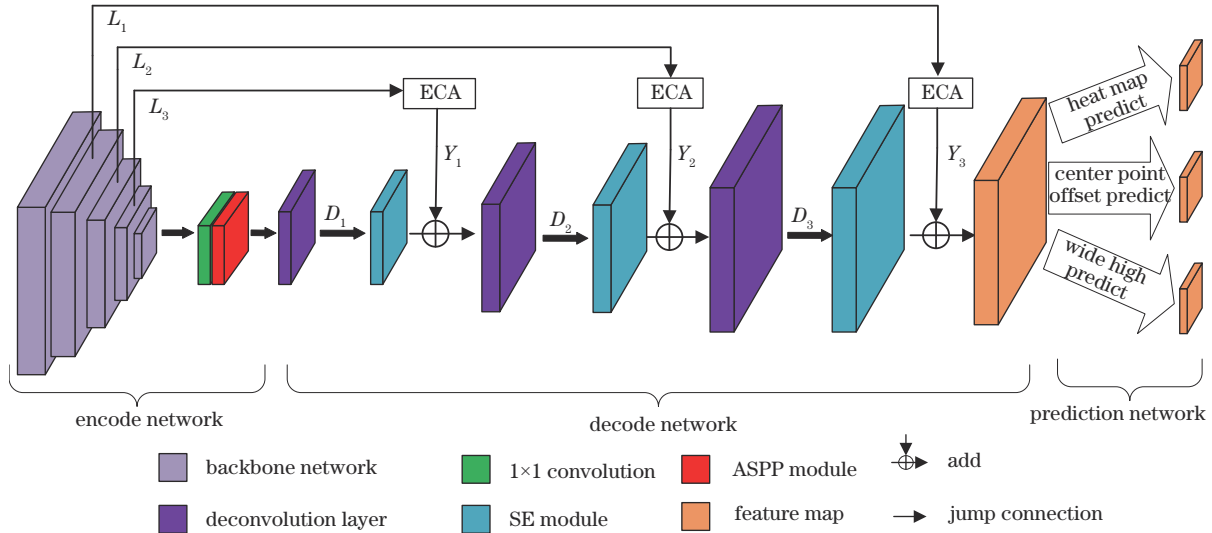 L1
L2
L3
ECA
ECA
ECA
Y1
Y2
Y3
D1
D2
D3
heat map
predict
center point
offset predict
wide high
predict
encode network
decode network
prediction network
backbone network
1×1 convolution
ASPP module
add
deconvolution layer
SE module
feature map
jump connection